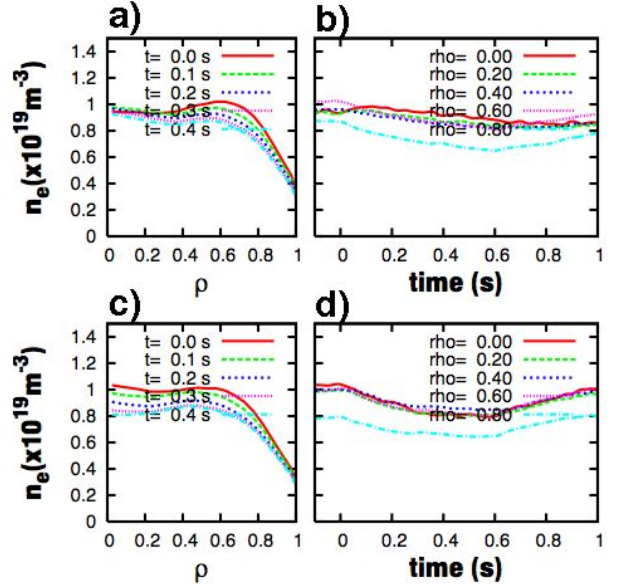 a)
n_e(x10^19m^-3)
1.4
1.2
1
0.8
0.6
0.4
0.2
0
t= 0.0 s
t= 0.1 s
t= 0.2 s
t= 0.3 s
t= 0.4 s
0 0.2 0.4 0.6 0.8 1
ρ
b)
rho= 0.00
rho= 0.20
rho= 0.40
rho= 0.60
rho= 0.80
0 0.2 0.4 0.6 0.8 1
time (s)
c)
n_e(x10^19m^-3)
1.4
1.2
1
0.8
0.6
0.4
0.2
0
t= 0.0 s
t= 0.1 s
t= 0.2 s
t= 0.3 s
t= 0.4 s
0 0.2 0.4 0.6 0.8 1
ρ
d)
rho= 0.00
rho= 0.20
rho= 0.40
rho= 0.60
rho= 0.80
0 0.2 0.4 0.6 0.8 1
time (s)